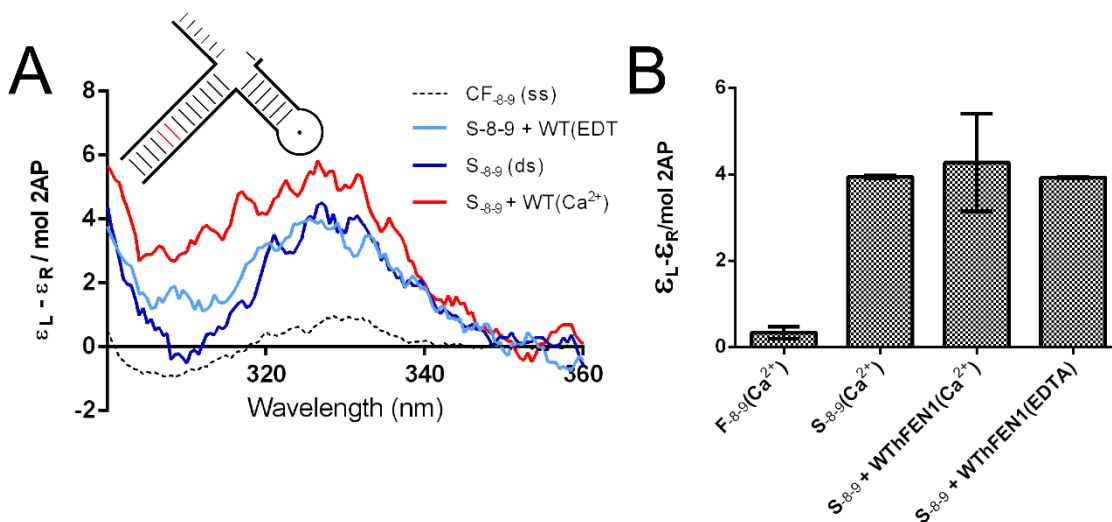 A
B
8
6
4
2
0
-2
320
340
360
Wavelength (nm)
εL - εR / mol 2AP
CF-8-9 (ss)
S-8-9 + WT(EDT
S-8-9 (ds)
S-8-9 + WT(Ca2+)
6
4
2
0
εL-εR/mol 2AP
F-8-9(Ca2+)
S-8-9(Ca2+)
S-8-9 + WThFEN1(Ca2+)
S-8-9 + WThFEN1(EDTA)